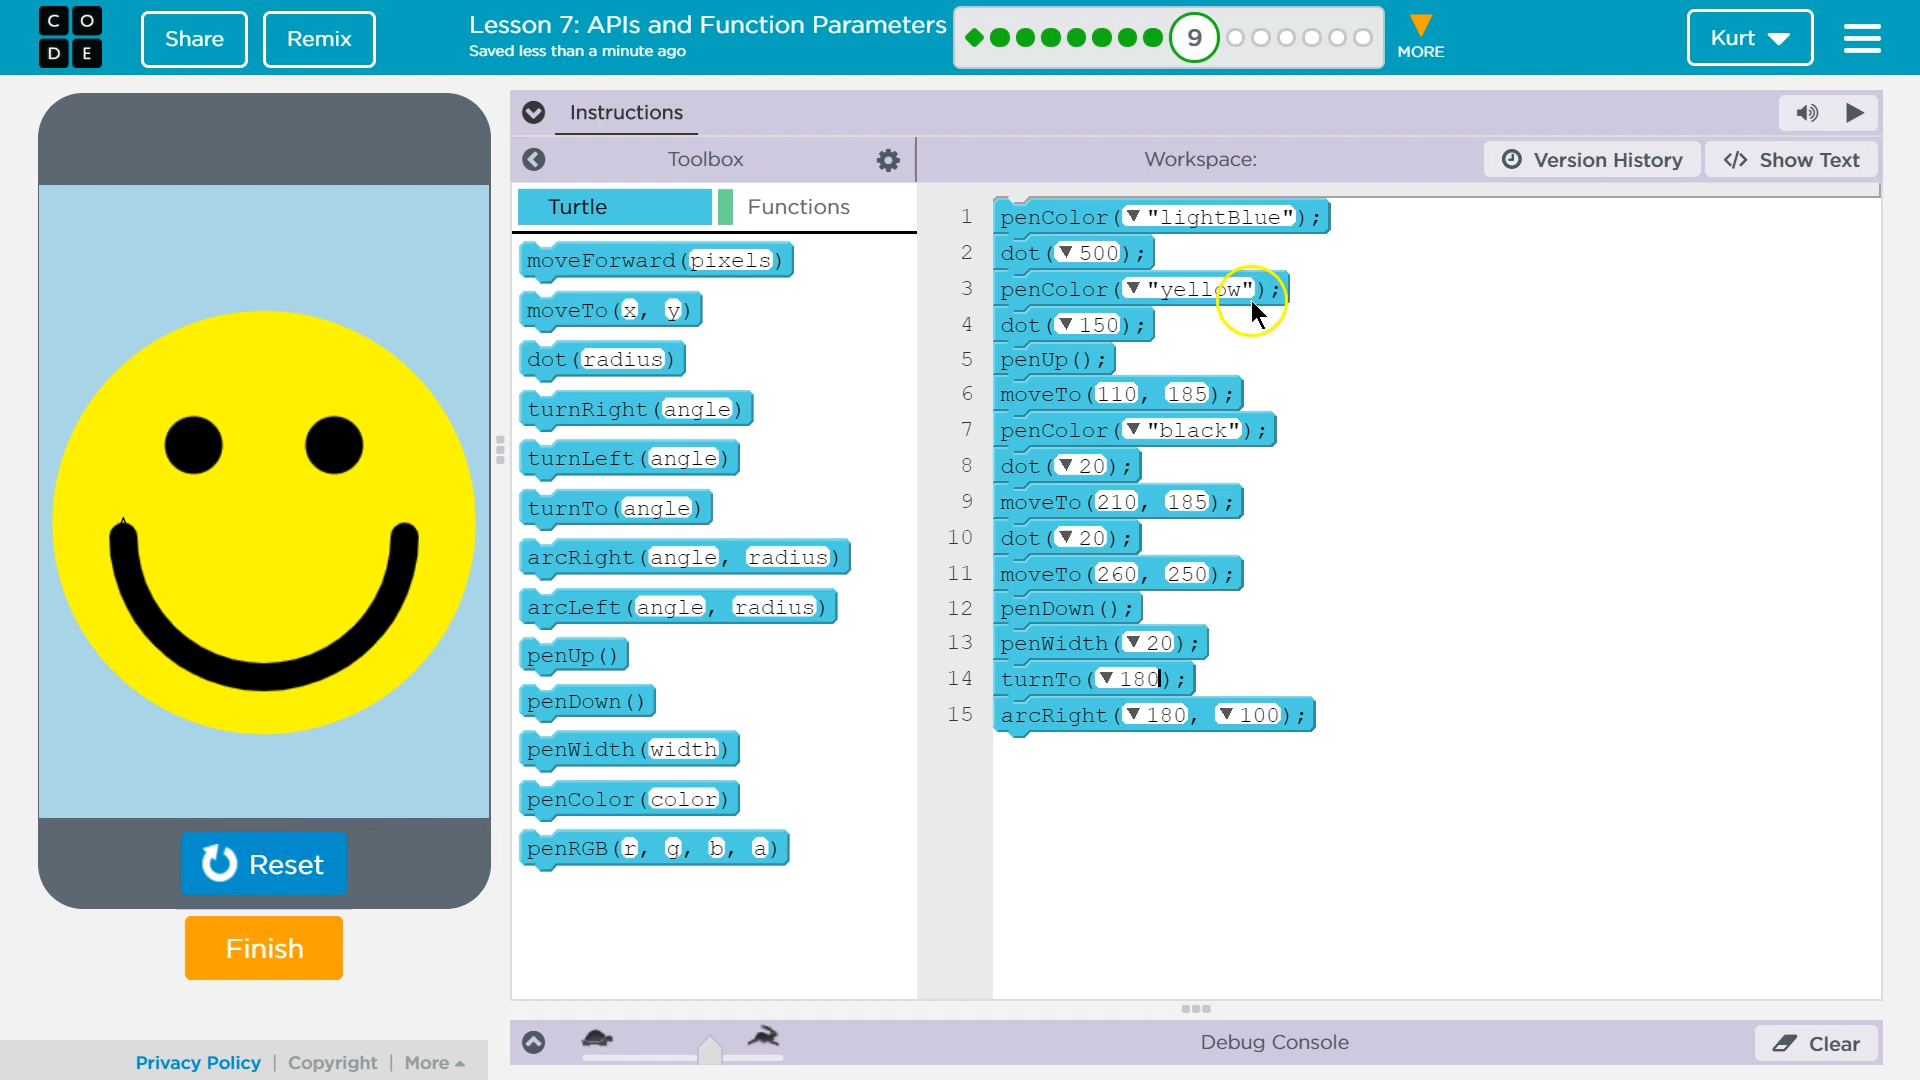 C O
D E
Share
Remix
Lesson 7: APIs and Function Parameters
Saved less than a minute ago
9
MORE
Kurt
Instructions
Toolbox
Workspace:
Version History
</> Show Text
Turtle
Functions
moveForward(pixels)
moveTo(x, y)
dot(radius)
turnRight(angle)
turnLeft(angle)
turnTo(angle)
arcRight(angle, radius)
arcLeft(angle, radius)
penUp()
penDown()
penWidth(width)
penColor(color)
penRGB(r, g, b, a)
1 penColor(▼"lightBlue");
2 dot(▼500);
3 penColor(▼"yellow");
4 dot(▼150);
5 penUp();
6 moveTo(110, 185);
7 penColor(▼"black");
8 dot(▼20);
9 moveTo(210, 185);
10 dot(▼20);
11 moveTo(260, 250);
12 penDown();
13 penWidth(▼20);
14 turnTo(▼180);
15 arcRight(▼180, ▼100);
Reset
Finish
Debug Console
Clear
Privacy Policy | Copyright | More